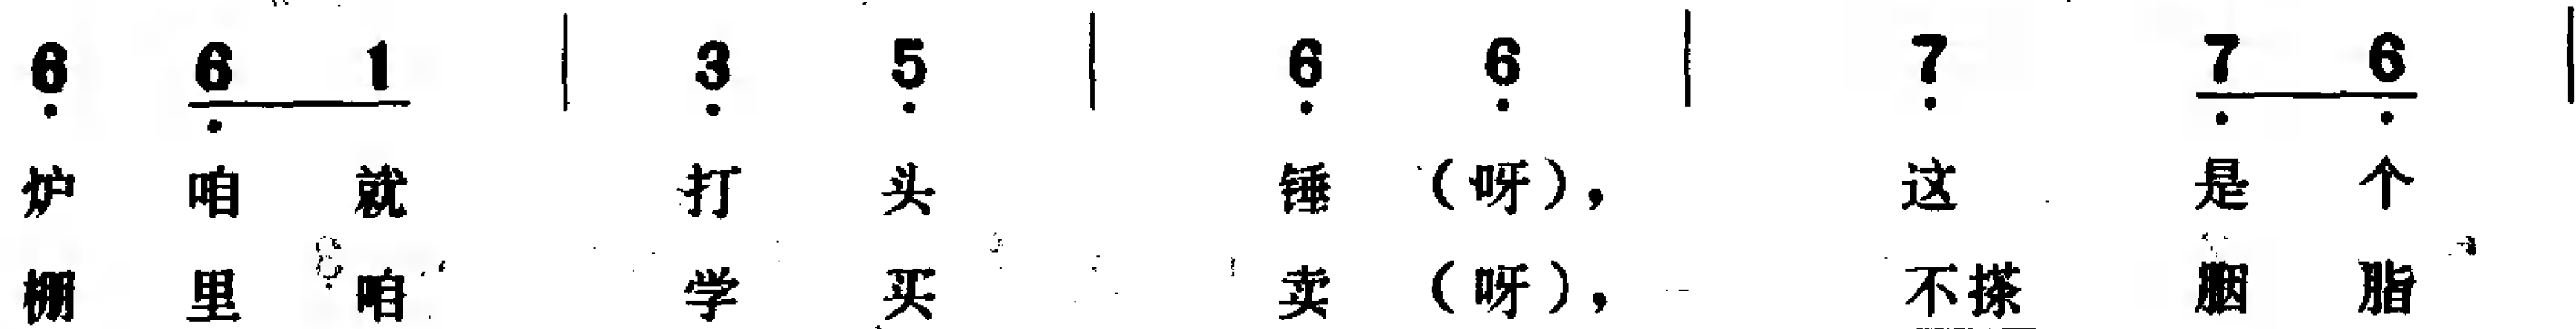 6 6 1 | 3 5 | 6 6 | 7 7 6 |
炉 咱 就 打 头 锤 （呀）， 这 是 个
棚 里 咱 学 买 卖 （呀）， 不搽 胭 脂